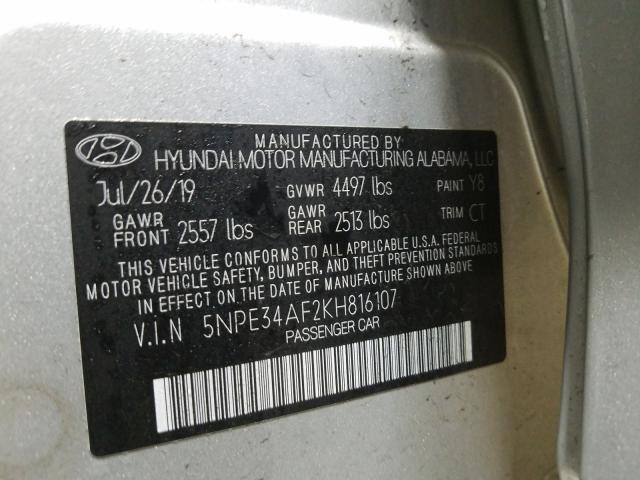 MANUFACTURED BY
HYUNDAI MOTOR MANUFACTURING ALABAMA, LLC
Jul/26/19 GVWR 4497 lbs PAINT Y8
GAWR FRONT 2557 lbs GAWR REAR 2513 lbs TRIM CT
THIS VEHICLE CONFORMS TO ALL APPLICABLE U.S.A. FEDERAL
MOTOR VEHICLE SAFETY, BUMPER, AND THEFT PREVENTION STANDARDS
IN EFFECT ON THE DATE OF MANUFACTURE SHOWN ABOVE
V.I.N 5NPE34AF2KH816107
PASSENGER CAR